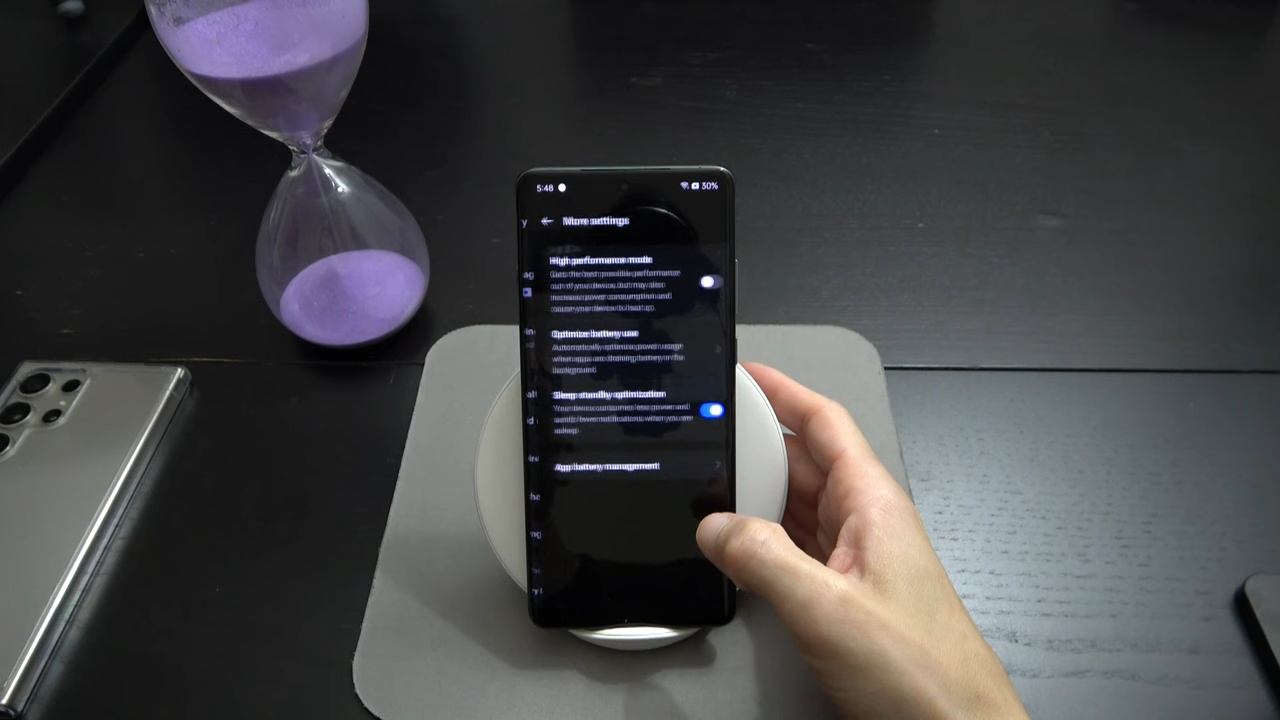 5:48 30%
y
More settings
High performance mode
Gets the best possible performance
out of your device, but may also
increase power consumption and
cause your device to heat up.
Optimize battery use
Automatically optimize power usage
when apps are draining battery in the
background.
Sleep standby optimization
Your device consumes less power and
fewer notifications when you are
asleep.
App battery management